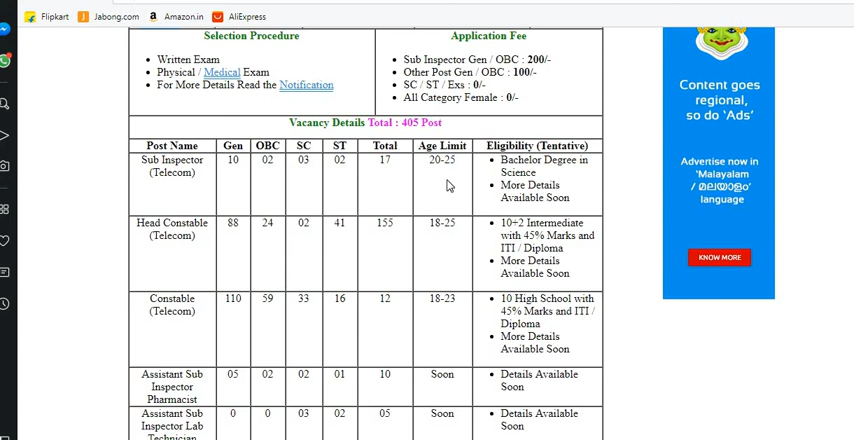 Flipkart Jabong.com Amazon.in AliExpress
Selection Procedure
Written Exam
Physical / Medical Exam
For More Details Read the Notification
Application Fee
Sub Inspector Gen / OBC : 200/-
Other Post Gen / OBC : 100/-
SC / ST / Exs : 0/-
All Category Female : 0/-
Vacancy Details Total : 405 Post
Post Name Gen OBC SC ST Total Age Limit Eligibility (Tentative)
Sub Inspector 10 02 03 02 17 20-25 Bachelor Degree in
(Telecom) Science
More Details
Available Soon
Head Constable 88 24 02 41 155 18-25 10+2 Intermediate
(Telecom) with 45% Marks and
ITI / Diploma
More Details
Available Soon
Constable 110 59 33 16 12 18-23 10 High School with
(Telecom) 45% Marks and ITI /
Diploma
More Details
Available Soon
Assistant Sub 05 02 02 01 10 Soon Details Available
Inspector Soon
Pharmacist
Assistant Sub 0 0 03 02 05 Soon Details Available
Inspector Lab Soon
Technician
Content goes
regional,
so do 'Ads'
Advertise now in
'Malayalam
/ മലയാളം'
language
KNOW MORE